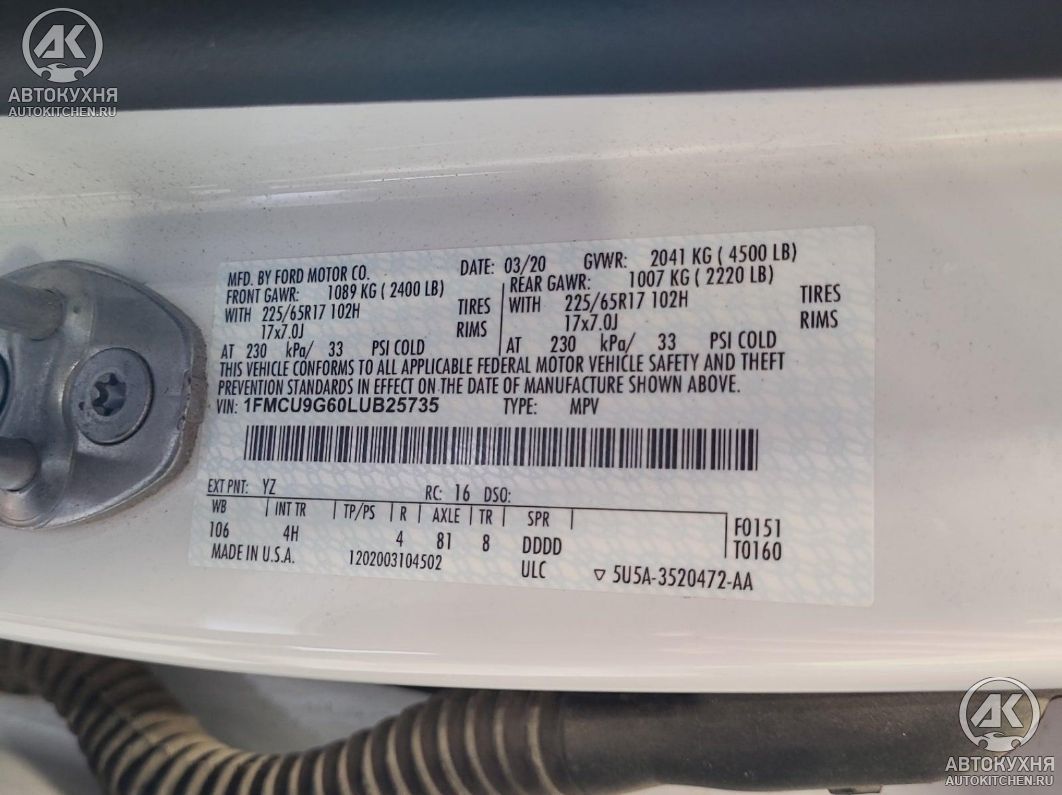 AK
АВТОКУХНЯ
AUTOKITCHEN.RU
MFD. BY FORD MOTOR CO. DATE: 03/20 GVWR: 2041 KG ( 4500 LB)
FRONT GAWR: 1089 KG ( 2400 LB) REAR GAWR: 1007 KG ( 2220 LB)
WITH 225/65R17 102H TIRES WITH 225/65R17 102H TIRES
17x7.0J RIMS 17x7.0J RIMS
AT 230 kPa/ 33 PSI COLD AT 230 kPa/ 33 PSI COLD
THIS VEHICLE CONFORMS TO ALL APPLICABLE FEDERAL MOTOR VEHICLE SAFETY AND THEFT
PREVENTION STANDARDS IN EFFECT ON THE DATE OF MANUFACTURE SHOWN ABOVE.
VIN: 1FMCU9G60LUB25735 TYPE: MPV
EXT PNT: YZ RC: 16 DSO:
WB INT TR TP/PS R AXLE TR SPR F0151
106 4H 4 81 8 DDDD T0160
MADE IN U.S.A. 1202003104502 ULC ▽ 5U5A-3520472-AA
AK
АВТОКУХНЯ
AUTOKITCHEN.RU